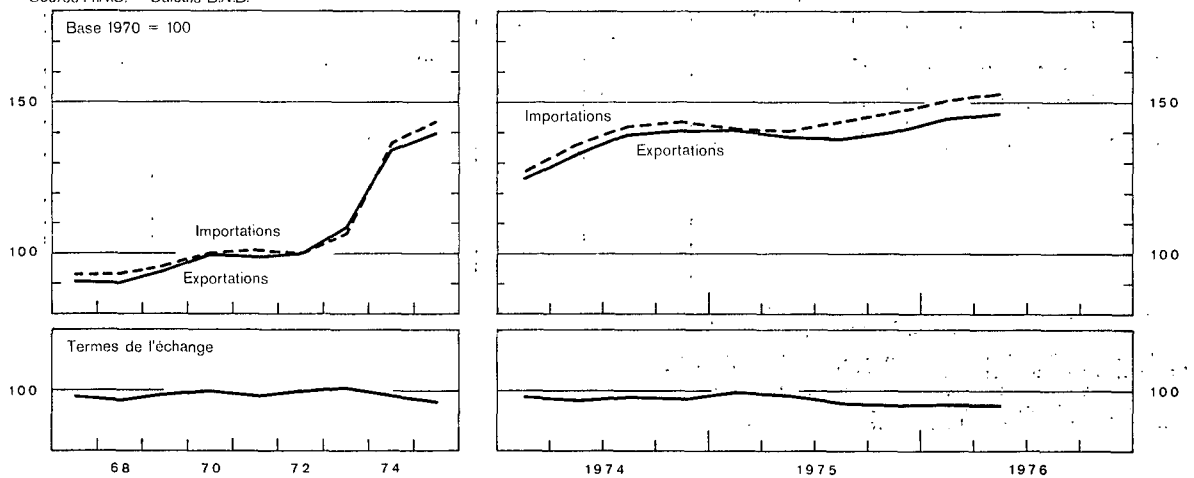 Base 1970 = 100
150
100
Importations
Exportations
Importations
Exportations
150
100
Termes de l'échange
100
100
68 70 72 74
1974 1975 1976